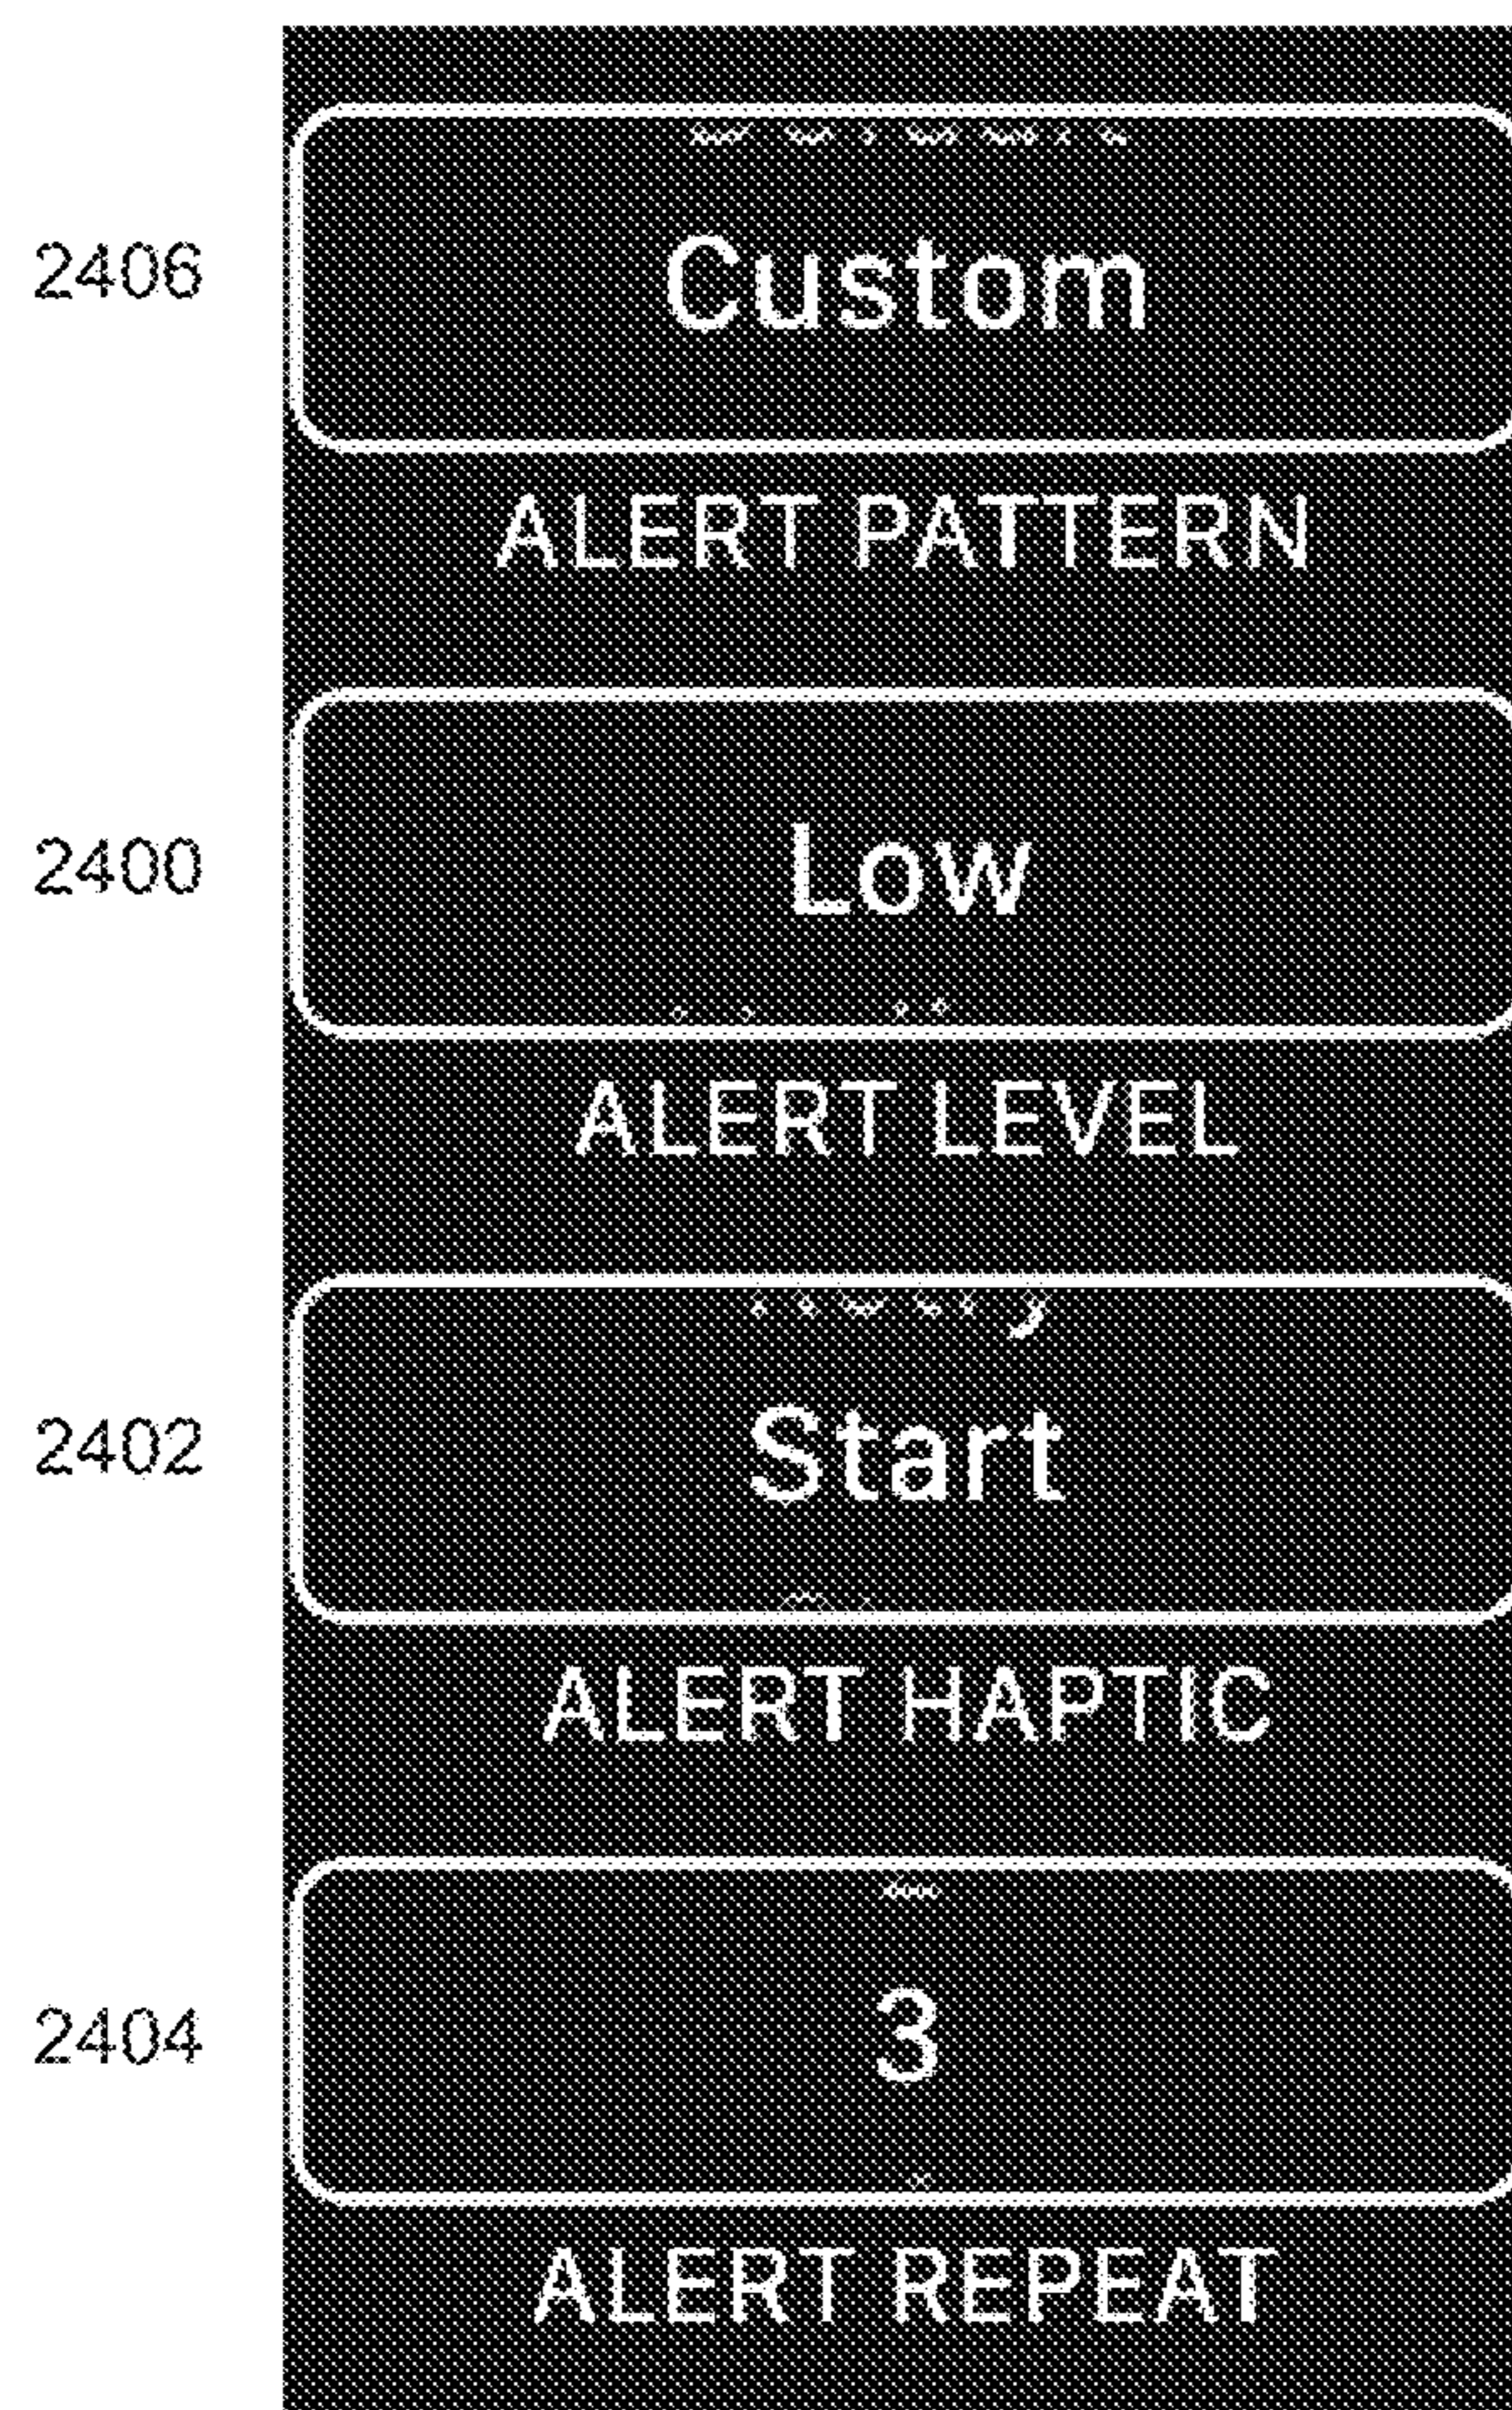 2406 Custom
ALERT PATTERN
2400 Low
ALERT LEVEL
2402 Start
ALERT HAPTIC
2404 3
ALERT REPEAT